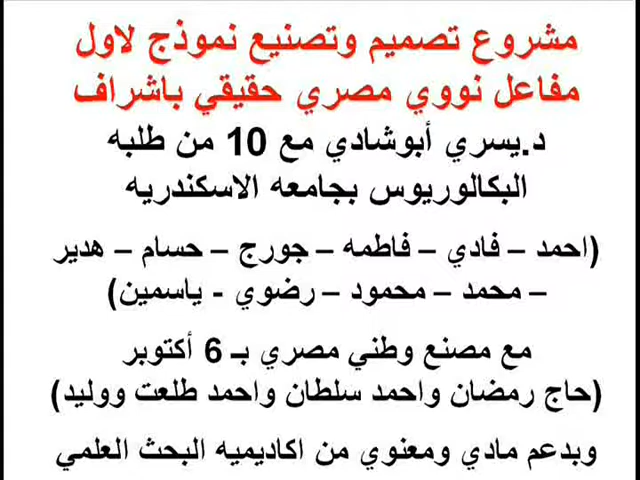 مشروع تصميم وتصنيع نموذج لاول
مفاعل نووي مصري حقيقي باشراف
د.يسري أبوشادي مع 10 من طلبه
البكالوريوس بجامعه الاسكندريه
(احمد – فادي – فاطمه – جورج – حسام – هدير
– محمد – محمود – رضوي - ياسمين)
مع مصنع وطني مصري بـ 6 أكتوبر
(حاج رمضان واحمد سلطان واحمد طلعت ووليد)
وبدعم مادي ومعنوي من اكاديميه البحث العلمي